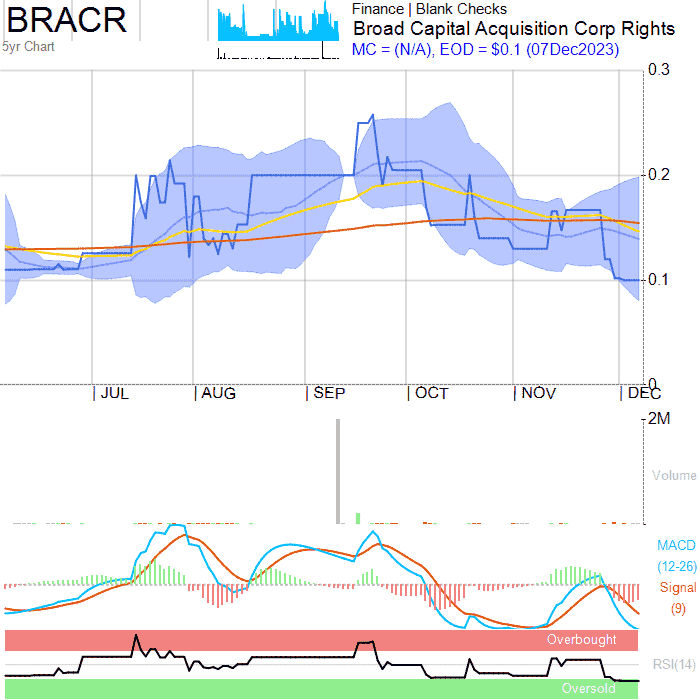 BRACR
5yr Chart
Finance | Blank Checks
Broad Capital Acquisition Corp Rights
MC = (N/A), EOD = $0.1 (07Dec2023)
0.3
0.2
0.1
0
JUL AUG SEP OCT NOV DEC
2M
Volume
MACD
(12-26)
Signal
(9)
Overbought
RSI(14)
Oversold